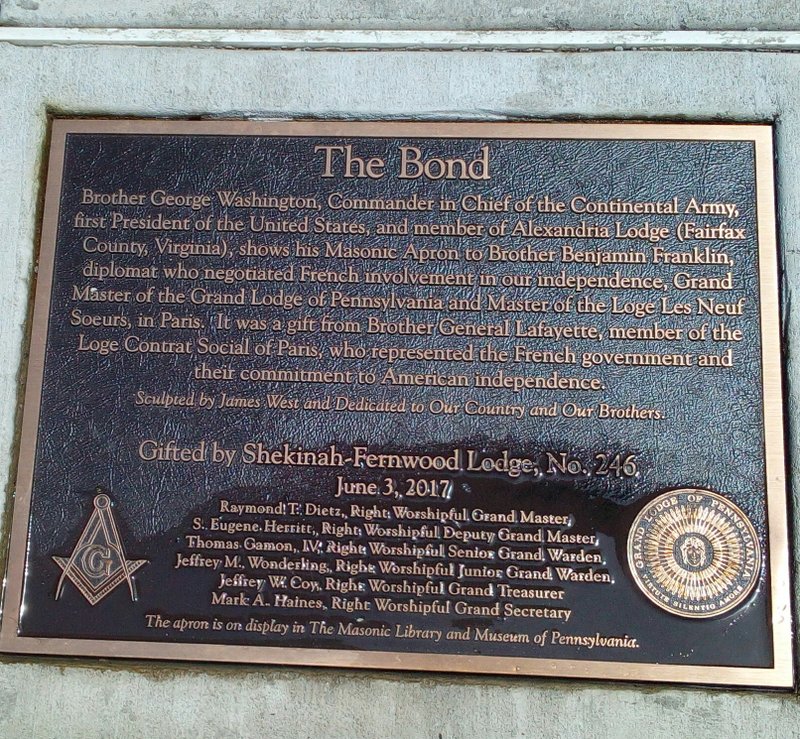 The Bond
Brother George Washington, Commander in Chief of the Continental Army,
first President of the United States, and member of Alexandria Lodge (Fairfax
County, Virginia), shows his Masonic Apron to Brother Benjamin Franklin,
diplomat who negotiated French involvement in our independence, Grand
Master of the Grand Lodge of Pennsylvania and Master of the Loge Les Neuf
Soeurs, in Paris. It was a gift from Brother General Lafayette, member of the
Loge Contrat Social of Paris, who represented the French government and
their commitment to American independence.
Sculpted by James West and Dedicated to Our Country and Our Brothers.
Gifted by Shekinah-Fernwood Lodge, No. 246
June 3, 2017
Raymond T. Dietz, Right Worshipful Grand Master,
S. Eugene Herritt, Right Worshipful Deputy Grand Master,
Thomas Gamon, IV, Right Worshipful Senior Grand Warden,
Jeffrey M. Wonderling, Right Worshipful Junior Grand Warden,
Jeffrey W. Coy, Right Worshipful Grand Treasurer
Mark A. Haines, Right Worshipful Grand Secretary
The apron is on display in The Masonic Library and Museum of Pennsylvania.
G
GRAND LODGE OF PENNSYLVANIA
VIRTUTE SILENTIO AMORE